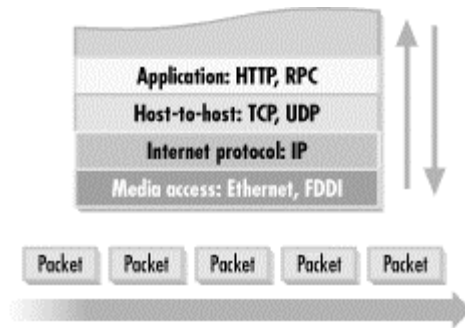 Application: HTTP, RPC
Host-to-host: TCP, UDP
Internet protocol: IP
Media access: Ethernet, FDDI
Packet Packet Packet Packet Packet